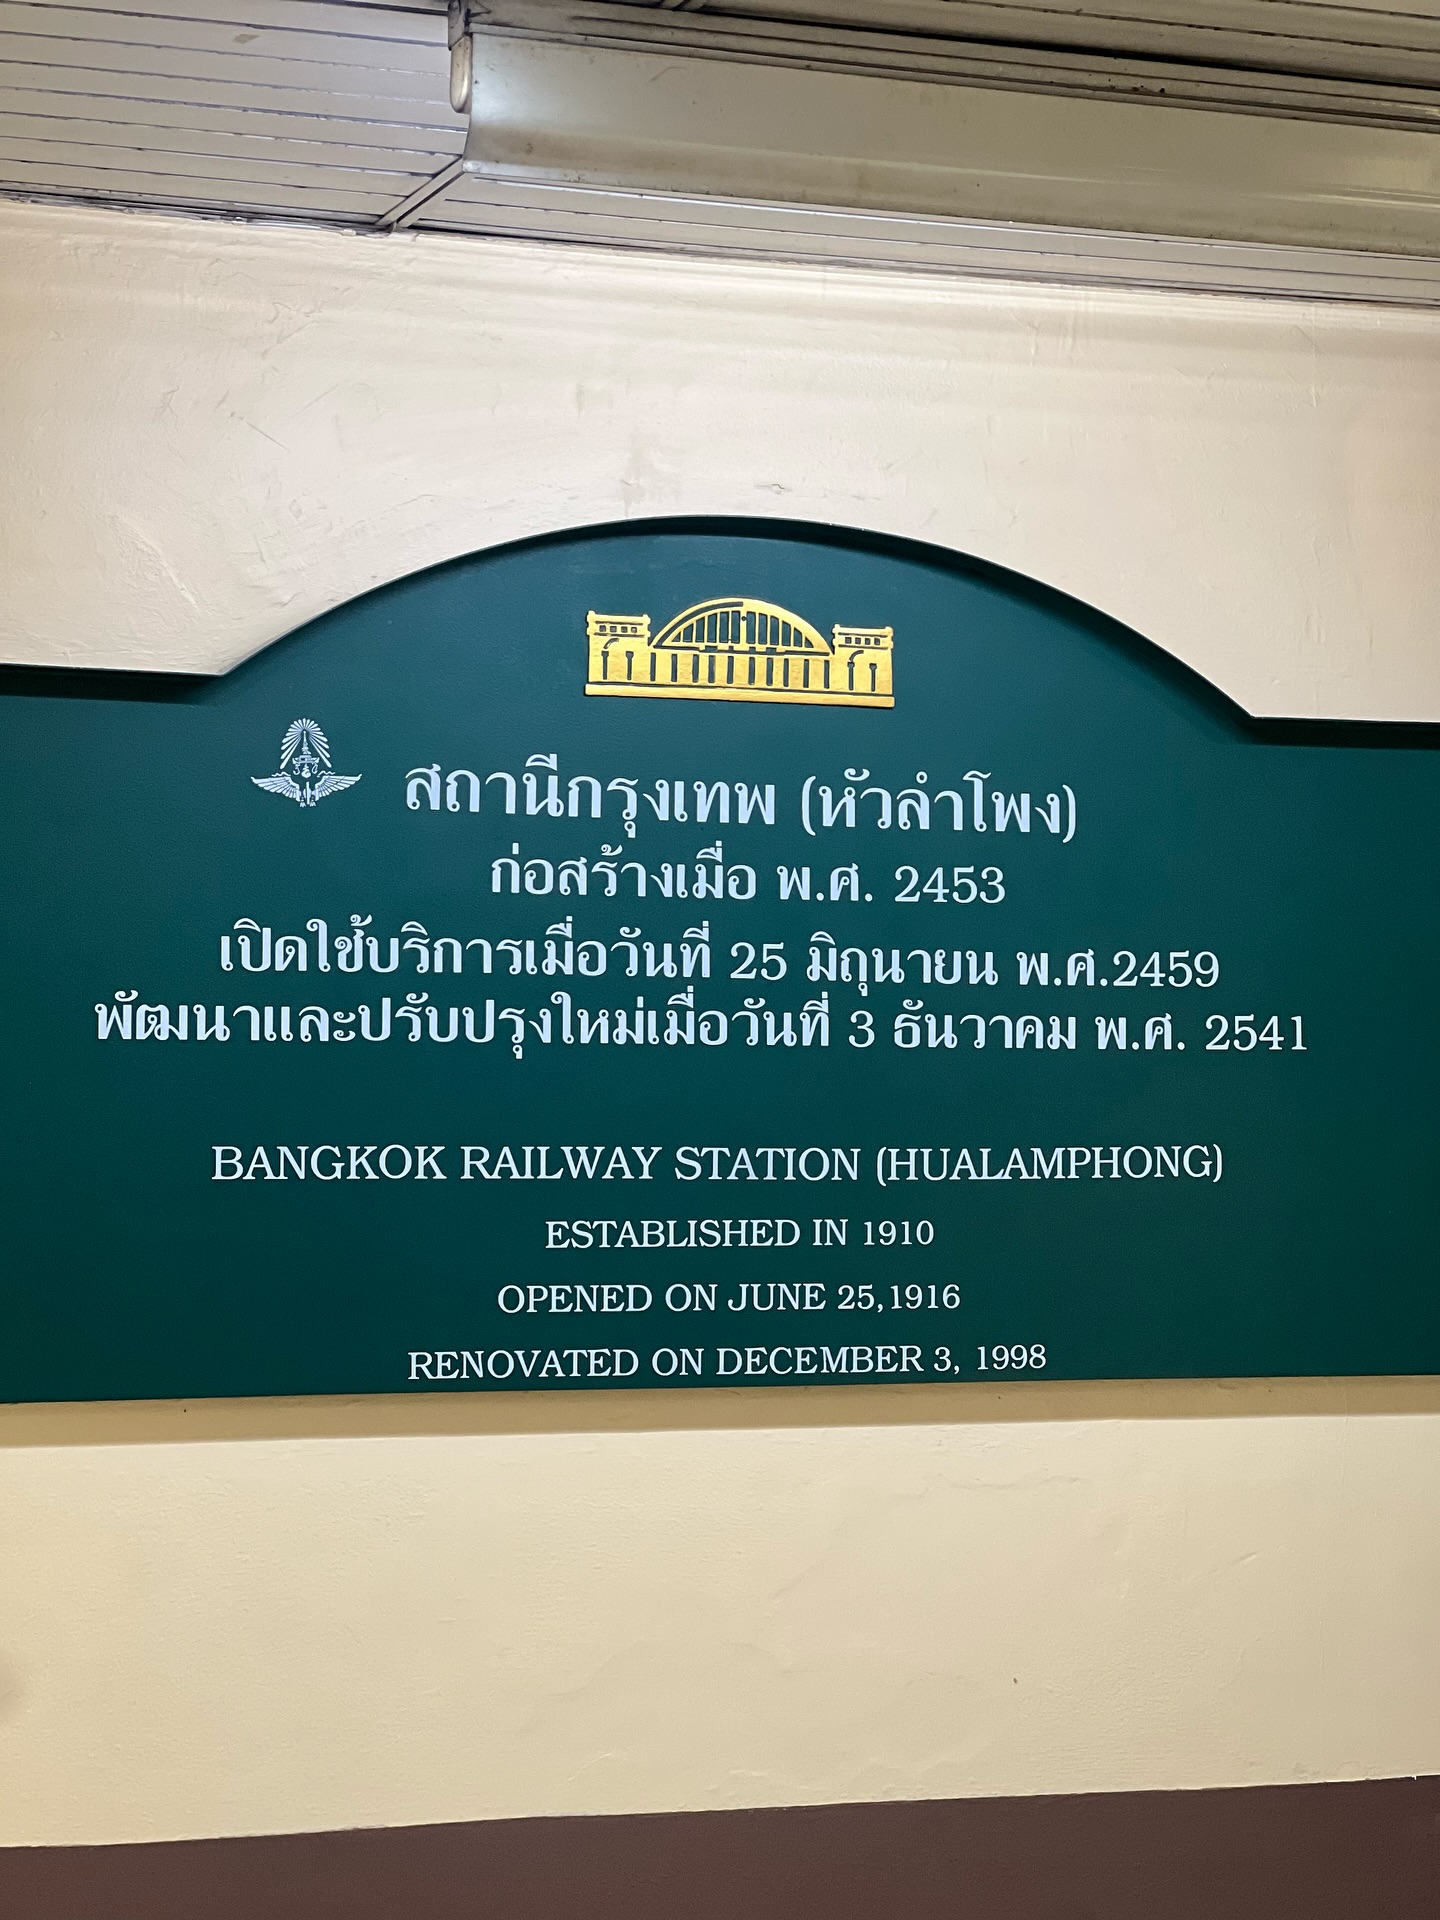 สถานีกรุงเทพ (หัวลำโพง)
ก่อสร้างเมื่อ พ.ศ. 2453
เปิดใช้บริการเมื่อวันที่ 25 มิถุนายน พ.ศ.2459
พัฒนาและปรับปรุงใหม่เมื่อวันที่ 3 ธันวาคม พ.ศ. 2541
BANGKOK RAILWAY STATION (HUALAMPHONG)
ESTABLISHED IN 1910
OPENED ON JUNE 25,1916
RENOVATED ON DECEMBER 3, 1998